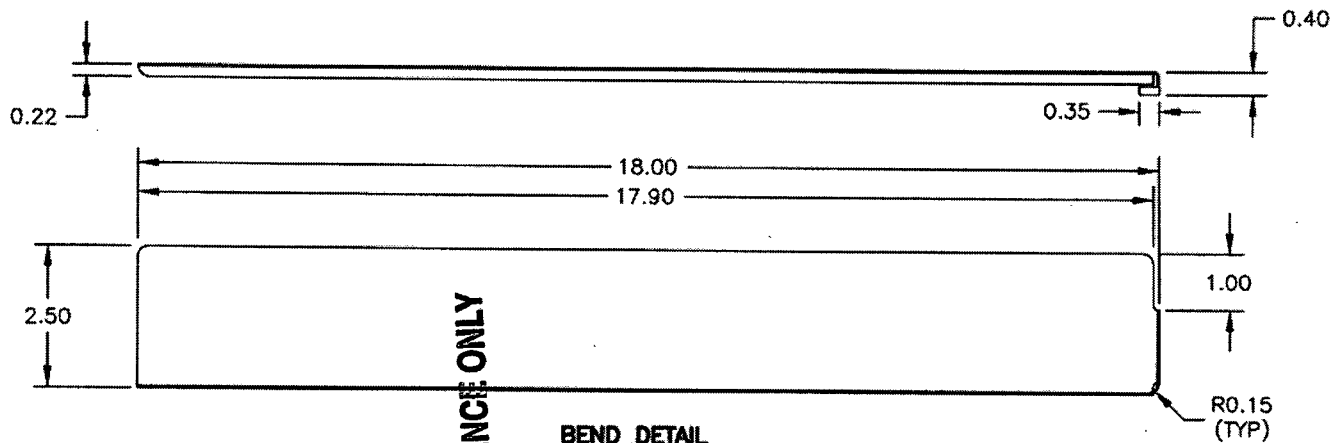 0.40
0.22
0.35
18.00
17.90
2.50
1.00
NCE ONLY
R0.15
(TYP)
BEND DETAIL